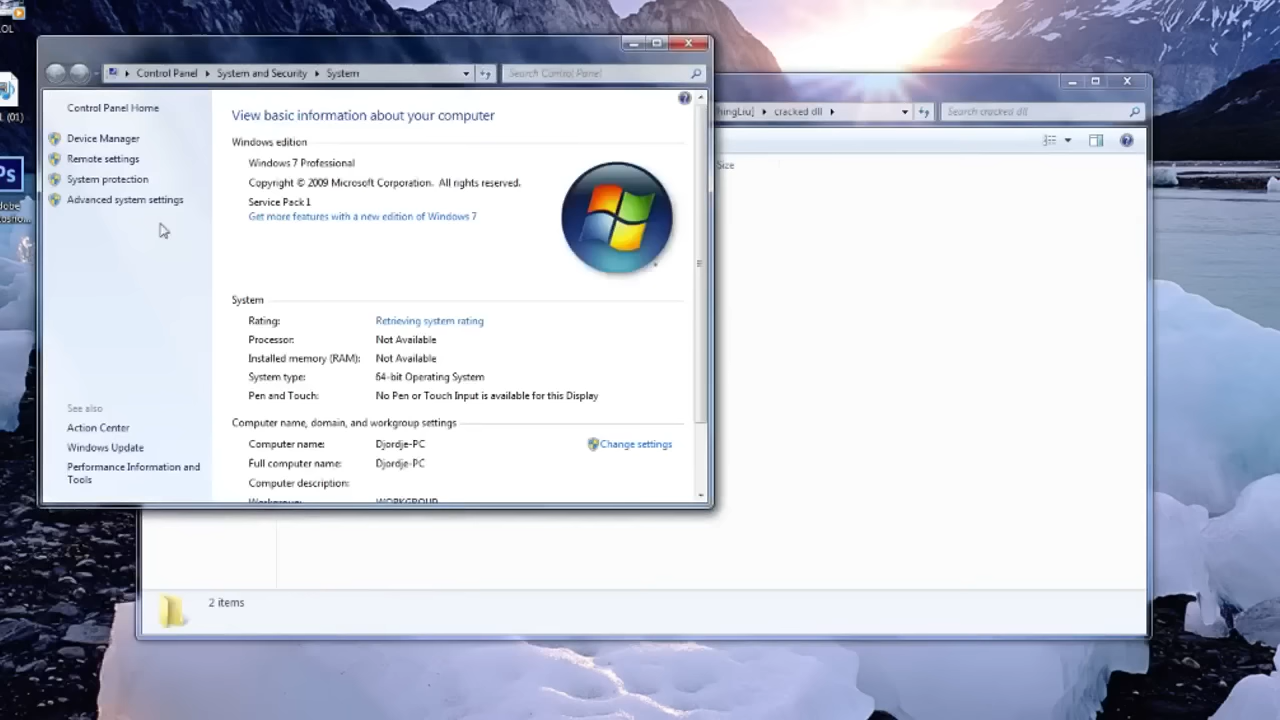 OL
L (01)
Ps
Control Panel
System and Security
System
Search Control Panel
Control Panel Home
Device Manager
Remote settings
System protection
Advanced system settings
See also
Action Center
Windows Update
Performance Information and
Tools
View basic information about your computer
Windows edition
Windows 7 Professional
Copyright © 2009 Microsoft Corporation. All rights reserved.
Service Pack 1
Get more features with a new edition of Windows 7
System
Rating: Retrieving system rating
Processor: Not Available
Installed memory (RAM): Not Available
System type: 64-bit Operating System
Pen and Touch: No Pen or Touch Input is available for this Display
Computer name, domain, and workgroup settings
Computer name: Djordje-PC Change settings
Full computer name: Djordje-PC
Computer description:
Workgroup: WORKGROUP
hingLiu] cracked dll
Search cracked dll
Size
2 items